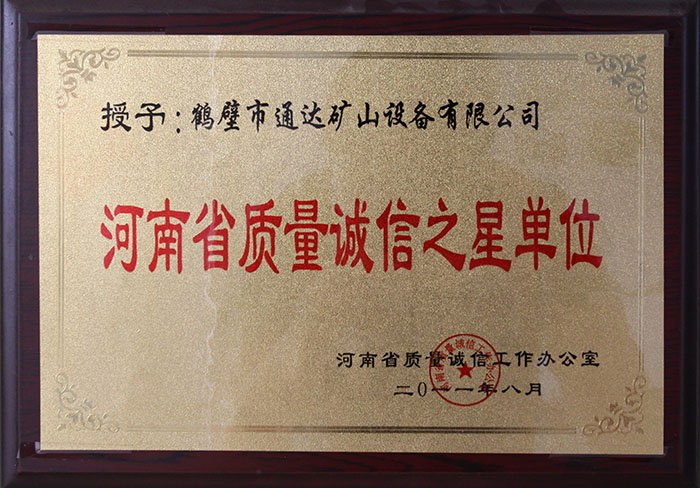 授予：鹤壁市通达矿山设备有限公司
河南省质量诚信之星单位
河南省质量诚信工作办公室
二0一一年八月